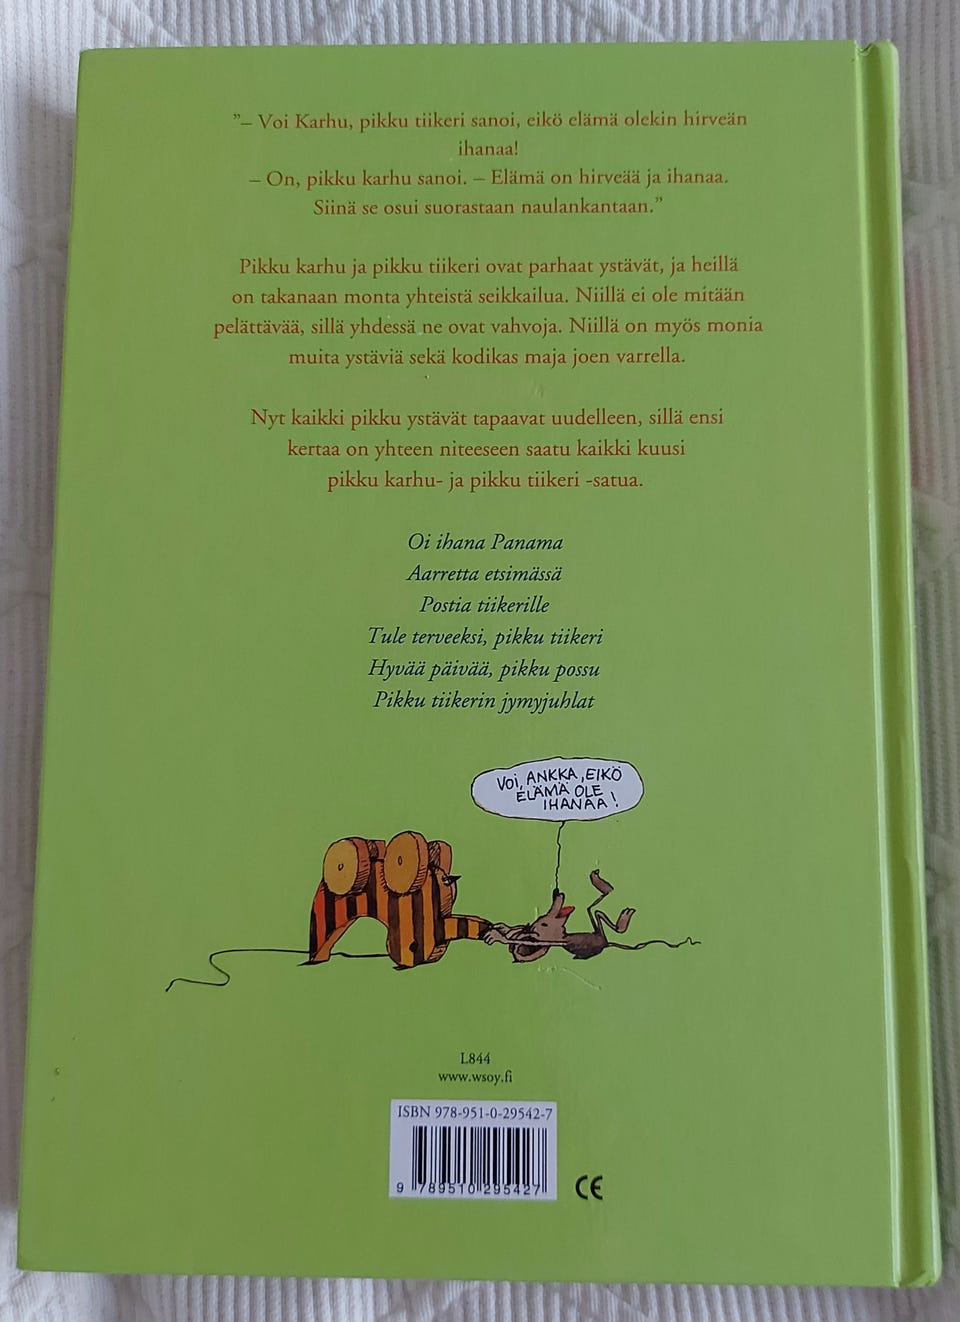 ”– Voi Karhu, pikku tiikeri sanoi, eikö elämä olekin hirveän
ihanaa!
– On, pikku karhu sanoi. – Elämä on hirveää ja ihanaa.
Siinä se osui suorastaan naulankantaan.”
Pikku karhu ja pikku tiikeri ovat parhaat ystävät, ja heillä
on takanaan monta yhteistä seikkailua. Niillä ei ole mitään
pelättävää, sillä yhdessä ne ovat vahvoja. Niillä on myös monia
muita ystäviä sekä kodikas maja joen varrella.
Nyt kaikki pikku ystävät tapaavat uudelleen, sillä ensi
kertaa on yhteen niteeseen saatu kaikki kuusi
pikku karhu- ja pikku tiikeri -satua.
Oi ihana Panama
Aarretta etsimässä
Postia tiikerille
Tule terveeksi, pikku tiikeri
Hyvää päivää, pikku possu
Pikku tiikerin jymyjuhlat
Voi, ANKKA, EIKÖ
ELÄMÄ OLE
IHANAA!
L844
www.wsoy.fi
ISBN 978-951-0-29542-7
9 789510 295427
CE